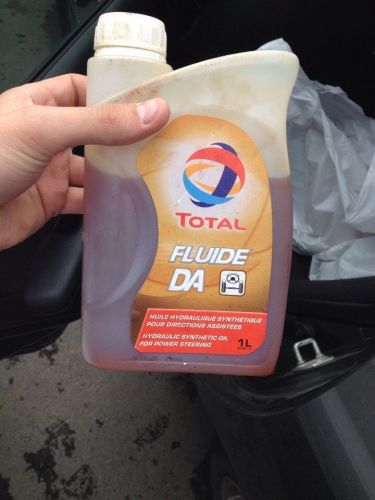 TOTAL
FLUIDE
DA
HUILE HYDRAULIQUE SYNTHÉTIQUE
POUR DIRECTIONS ASSISTÉES
HYDRAULIC SYNTHETIC OIL
FOR POWER STEERING
1L